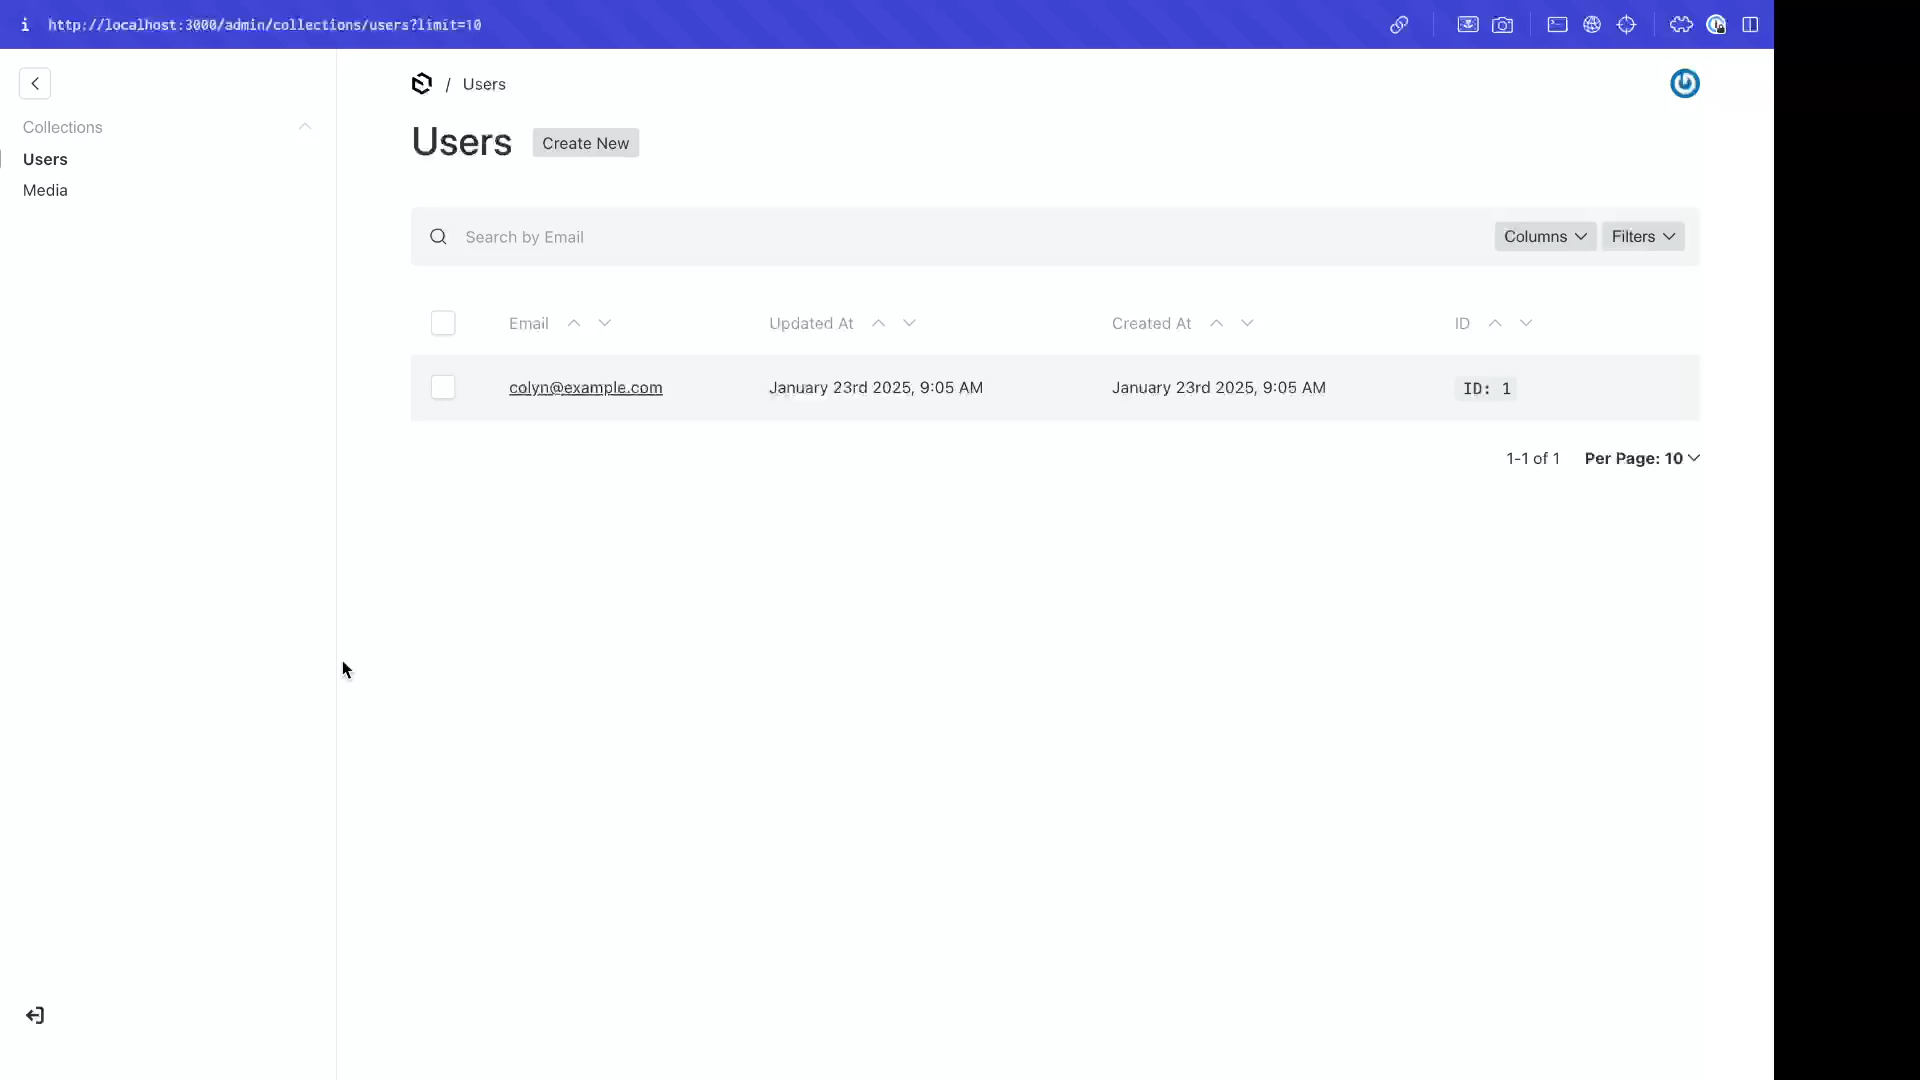 i http://localhost:3000/admin/collections/users?limit=10
/ Users
Collections
Users
Media
Users Create New
Search by Email Columns Filters
Email Updated At Created At ID
colyn@example.com January 23rd 2025, 9:05 AM January 23rd 2025, 9:05 AM ID: 1
1-1 of 1 Per Page: 10